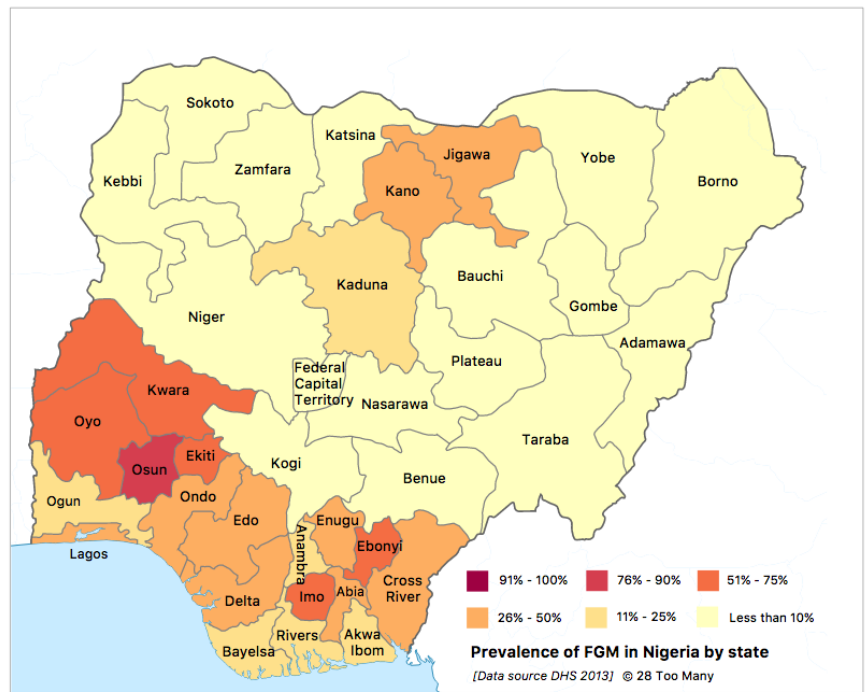 Sokoto
Katsina
Jigawa
Yobe
Borno
Kebbi
Zamfara
Kano
Kaduna
Bauchi
Gombe
Niger
Adamawa
Plateau
Federal
Capital
Territory
Nasarawa
Kwara
Oyo
Taraba
Ekiti
Osun
Kogi
Benue
Ogun
Ondo
Edo
Enugu
Anambra
Ebonyi
Lagos
Cross
River
Imo
Abia
Delta
Rivers
Akwa
Ibom
Bayelsa
91% - 100%
76% - 90%
51% - 75%
26% - 50%
11% - 25%
Less than 10%
Prevalence of FGM in Nigeria by state
[Data source DHS 2013] © 28 Too Many